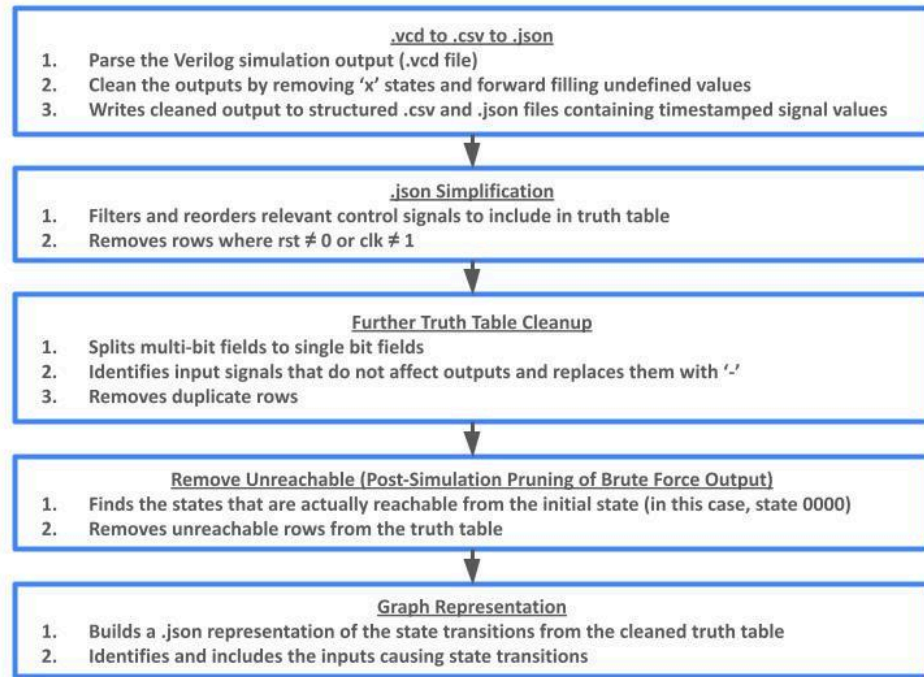 .vcd to .csv to .json
1. Parse the Verilog simulation output (.vcd file)
2. Clean the outputs by removing ‘x’ states and forward filling undefined values
3. Writes cleaned output to structured .csv and .json files containing timestamped signal values
.json Simplification
1. Filters and reorders relevant control signals to include in truth table
2. Removes rows where rst ≠ 0 or clk ≠ 1
Further Truth Table Cleanup
1. Splits multi-bit fields to single bit fields
2. Identifies input signals that do not affect outputs and replaces them with ‘-’
3. Removes duplicate rows
Remove Unreachable (Post-Simulation Pruning of Brute Force Output)
1. Finds the states that are actually reachable from the initial state (in this case, state 0000)
2. Removes unreachable rows from the truth table
Graph Representation
1. Builds a .json representation of the state transitions from the cleaned truth table
2. Identifies and includes the inputs causing state transitions